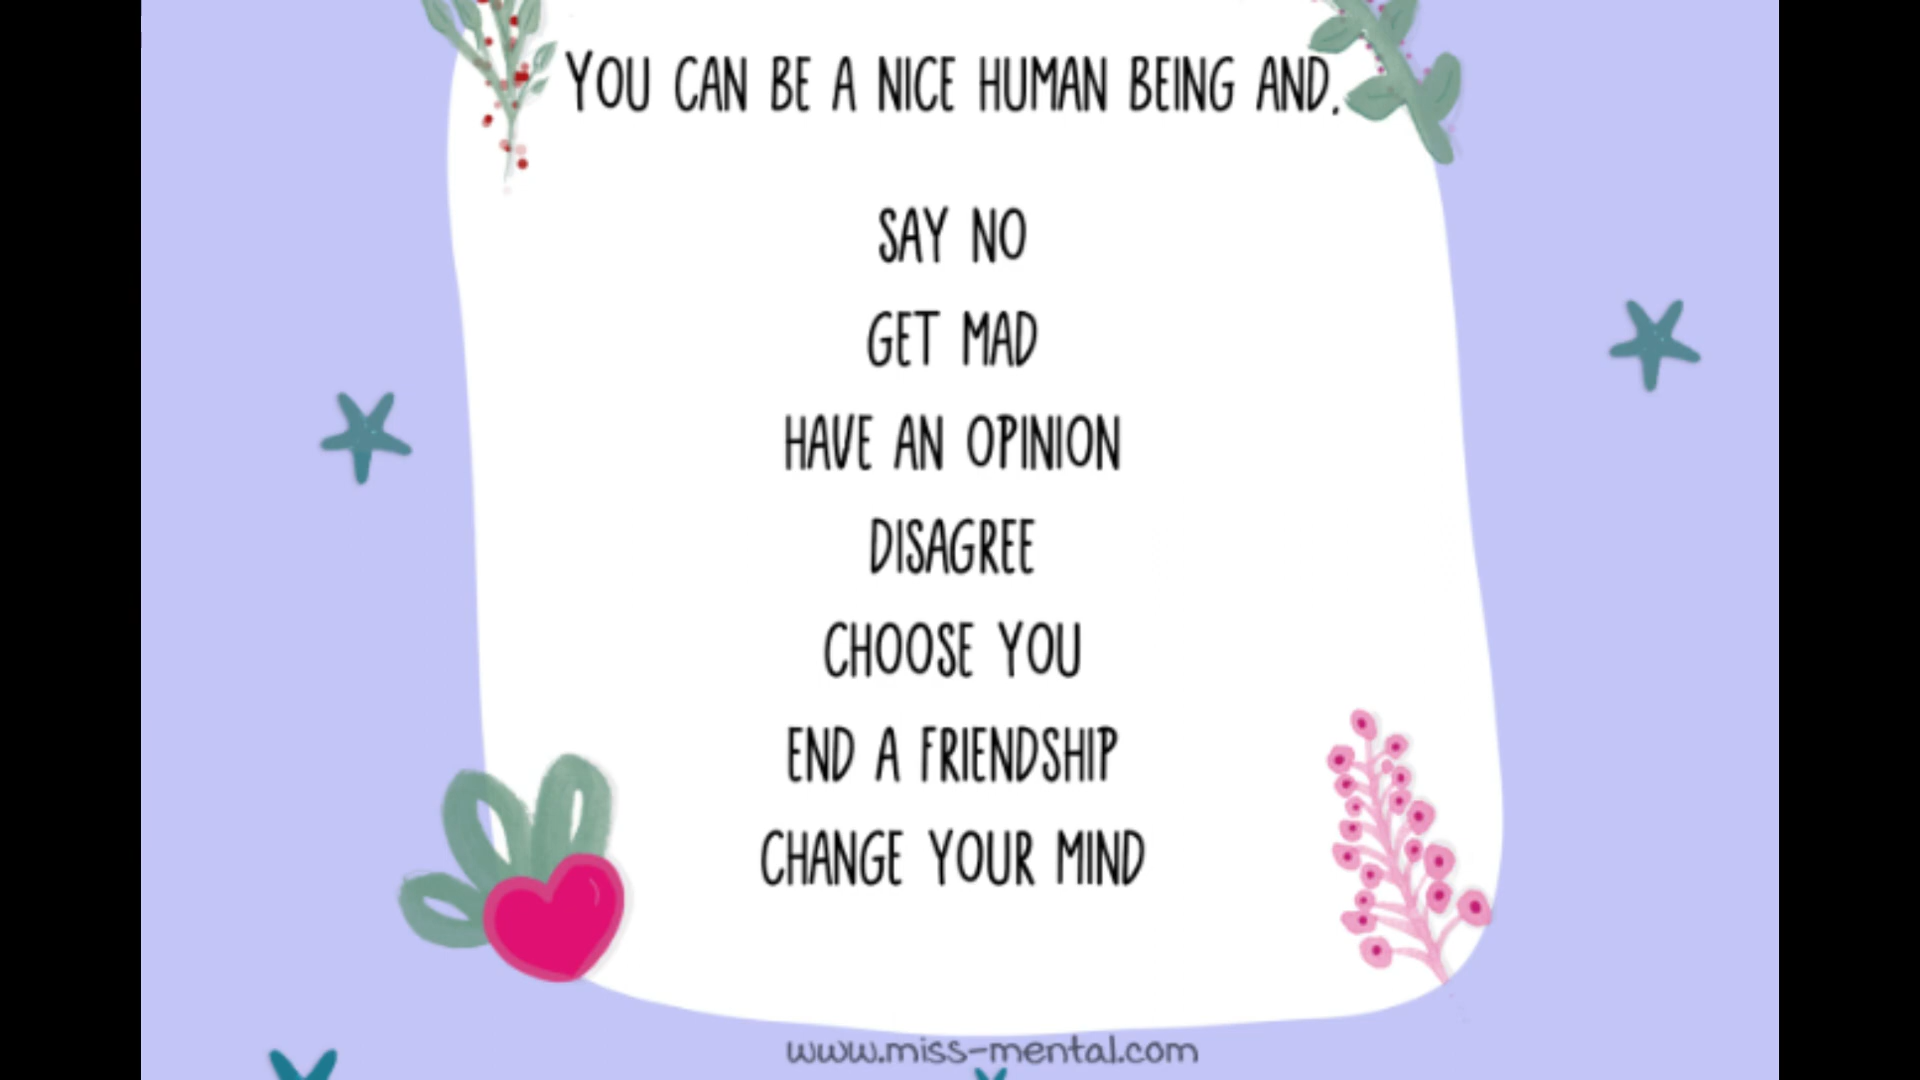 YOU CAN BE A NICE HUMAN BEING AND.
SAY NO
GET MAD
HAVE AN OPINION
DISAGREE
CHOOSE YOU
END A FRIENDSHIP
CHANGE YOUR MIND
www.miss-mental.com